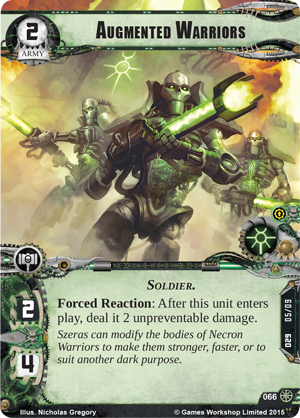 2
ARMY
AUGMENTED WARRIORS
SOLDIER.
Forced Reaction: After this unit enters
play, deal it 2 unpreventable damage.
Szeras can modify the bodies of Necron
Warriors to make them stronger, faster, or to
suit another dark purpose.
2
4
029 05/09
066
Illus. Nicholas Gregory
© Games Workshop Limited 2015